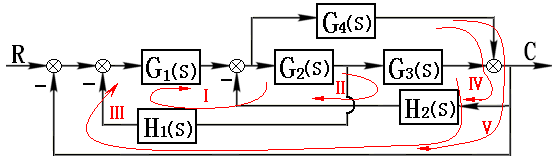 G₄(S)
R G₁(S) G₂(S) G₃(S) C
− − −
I II IV
III H₁(S) H₂(S) V
−